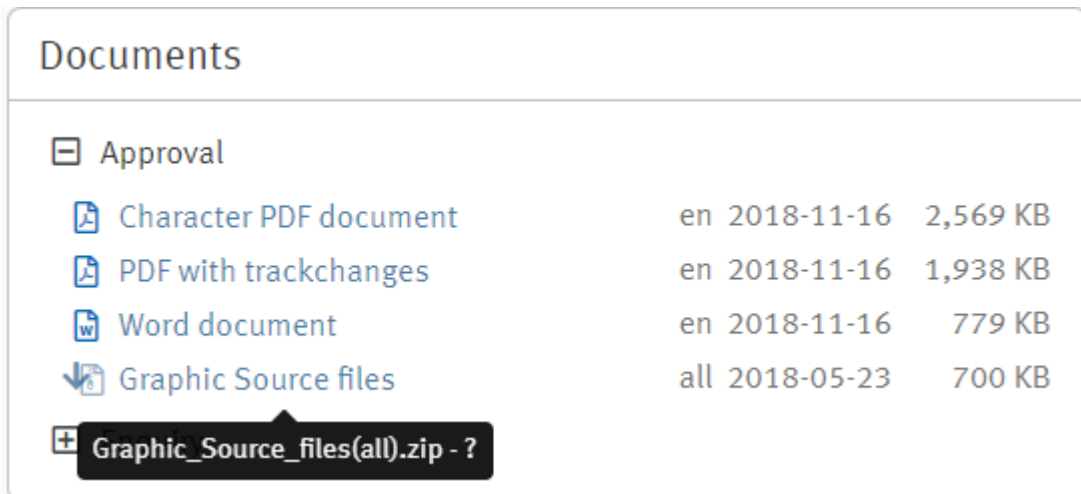 Documents
Approval
Character PDF document en 2018-11-16 2,569 KB
PDF with trackchanges en 2018-11-16 1,938 KB
Word document en 2018-11-16 779 KB
Graphic Source files all 2018-05-23 700 KB
Graphic_Source_files(all).zip - ?